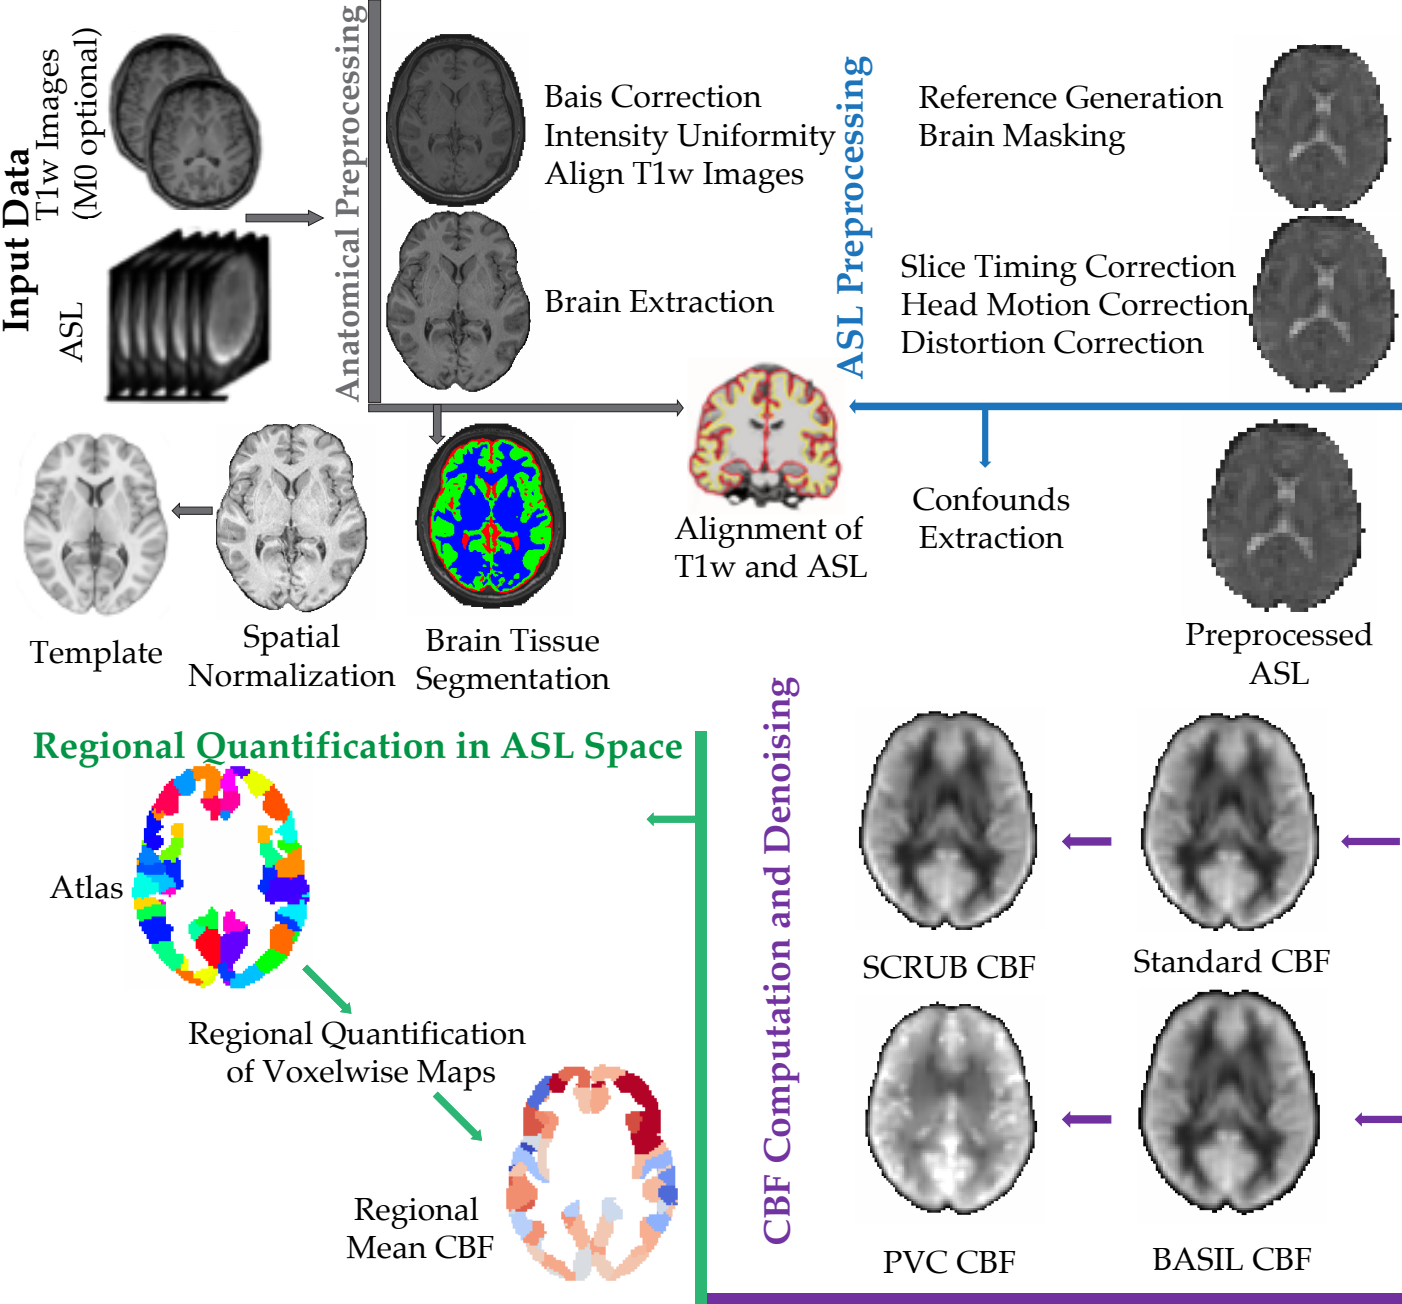 Input Data
T1w Images
(M0 optional)
ASL
Anatomical Preprocessing
Bais Correction
Intensity Uniformity
Align T1w Images
Brain Extraction
ASL Preprocessing
Reference Generation
Brain Masking
Slice Timing Correction
Head Motion Correction
Distortion Correction
Template
Spatial
Normalization
Brain Tissue
Segmentation
Alignment of
T1w and ASL
Confounds
Extraction
Preprocessed
ASL
Regional Quantification in ASL Space
Atlas
Regional Quantification
of Voxelwise Maps
Regional
Mean CBF
CBF Computation and Denoising
SCRUB CBF
Standard CBF
PVC CBF
BASIL CBF